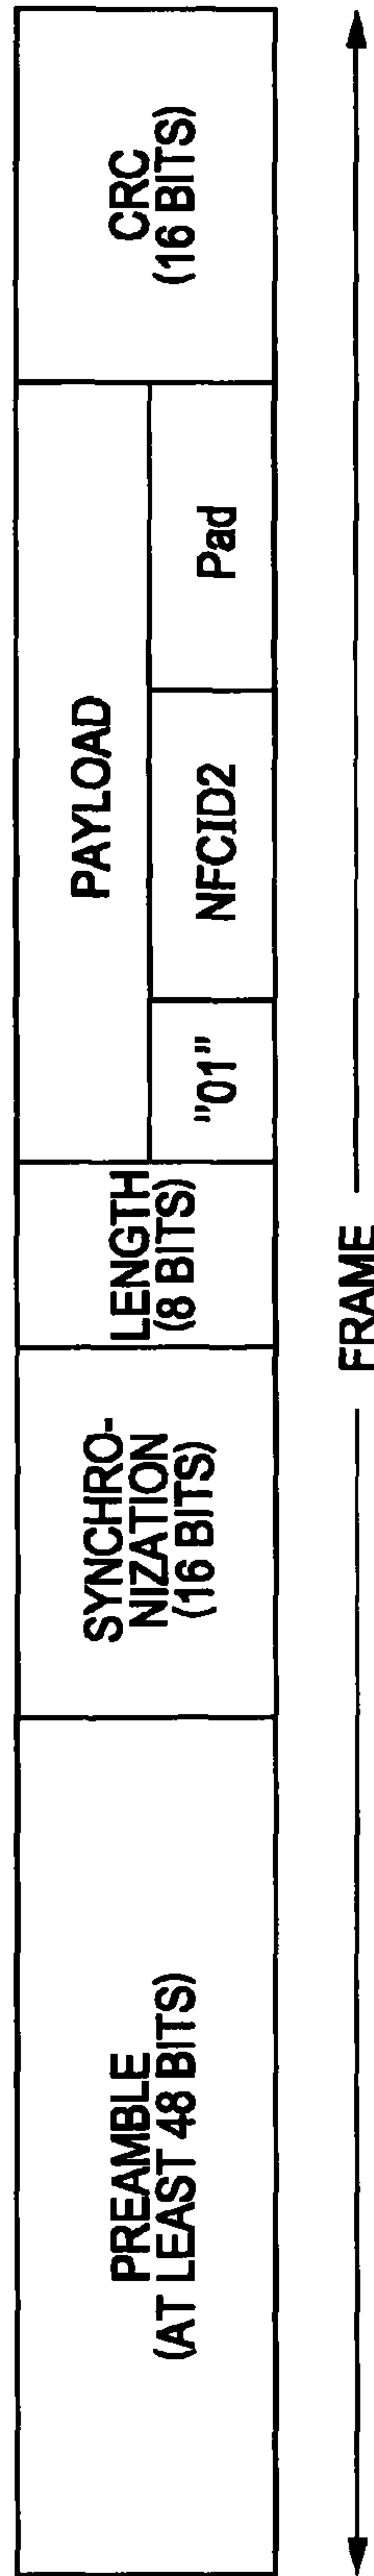 PREAMBLE
(AT LEAST 48 BITS)
SYNCHRO-
NIZATION
(16 BITS)
LENGTH
(8 BITS)
PAYLOAD
"01"
NFCID2
Pad
CRC
(16 BITS)
FRAME